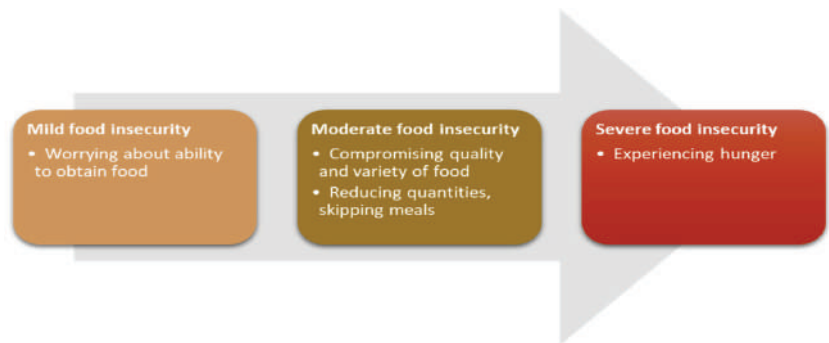 Mild food insecurity
• Worrying about ability
to obtain food
Moderate food insecurity
• Compromising quality
and variety of food
• Reducing quantities,
skipping meals
Severe food insecurity
• Experiencing hunger